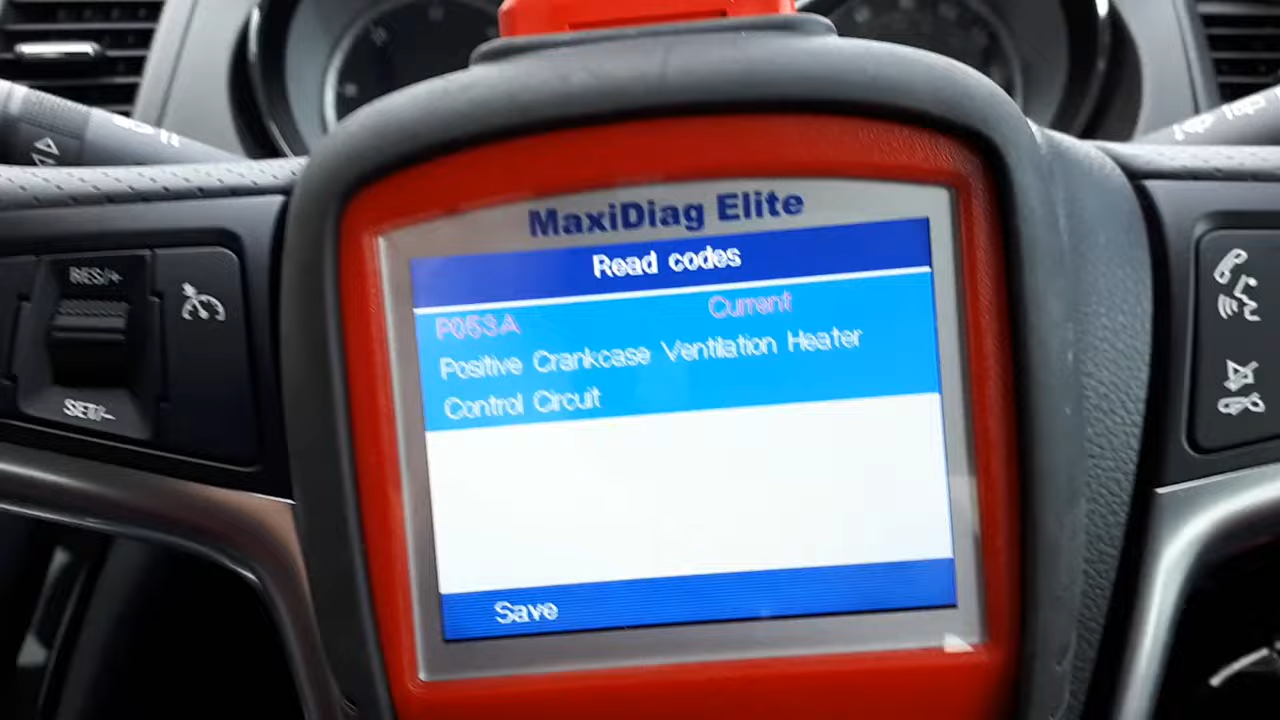 MaxiDiag Elite
Read codes
P053A Current
Positive Crankcase Ventilation Heater
Control Circuit
Save
RES/+
SET/-